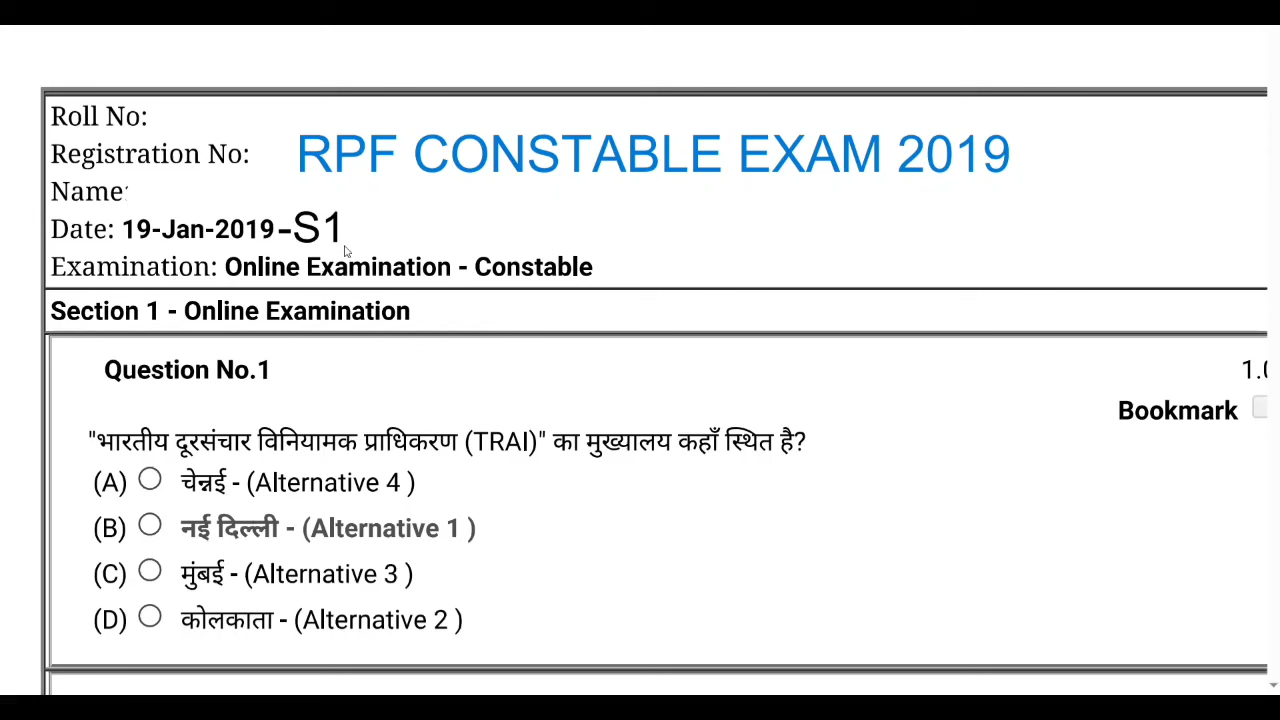 Roll No:
RPF CONSTABLE EXAM 2019
Registration No:
Name:
Date: 19-Jan-2019-S1
Examination: Online Examination - Constable
Section 1 - Online Examination
Question No.1
Bookmark
"भारतीय दूरसंचार विनियामक प्राधिकरण (TRAI)" का मुख्यालय कहाँ स्थित है?
(A) चेन्नई - (Alternative 4 )
(B) नई दिल्ली - (Alternative 1 )
(C) मुंबई - (Alternative 3 )
(D) कोलकाता - (Alternative 2 )